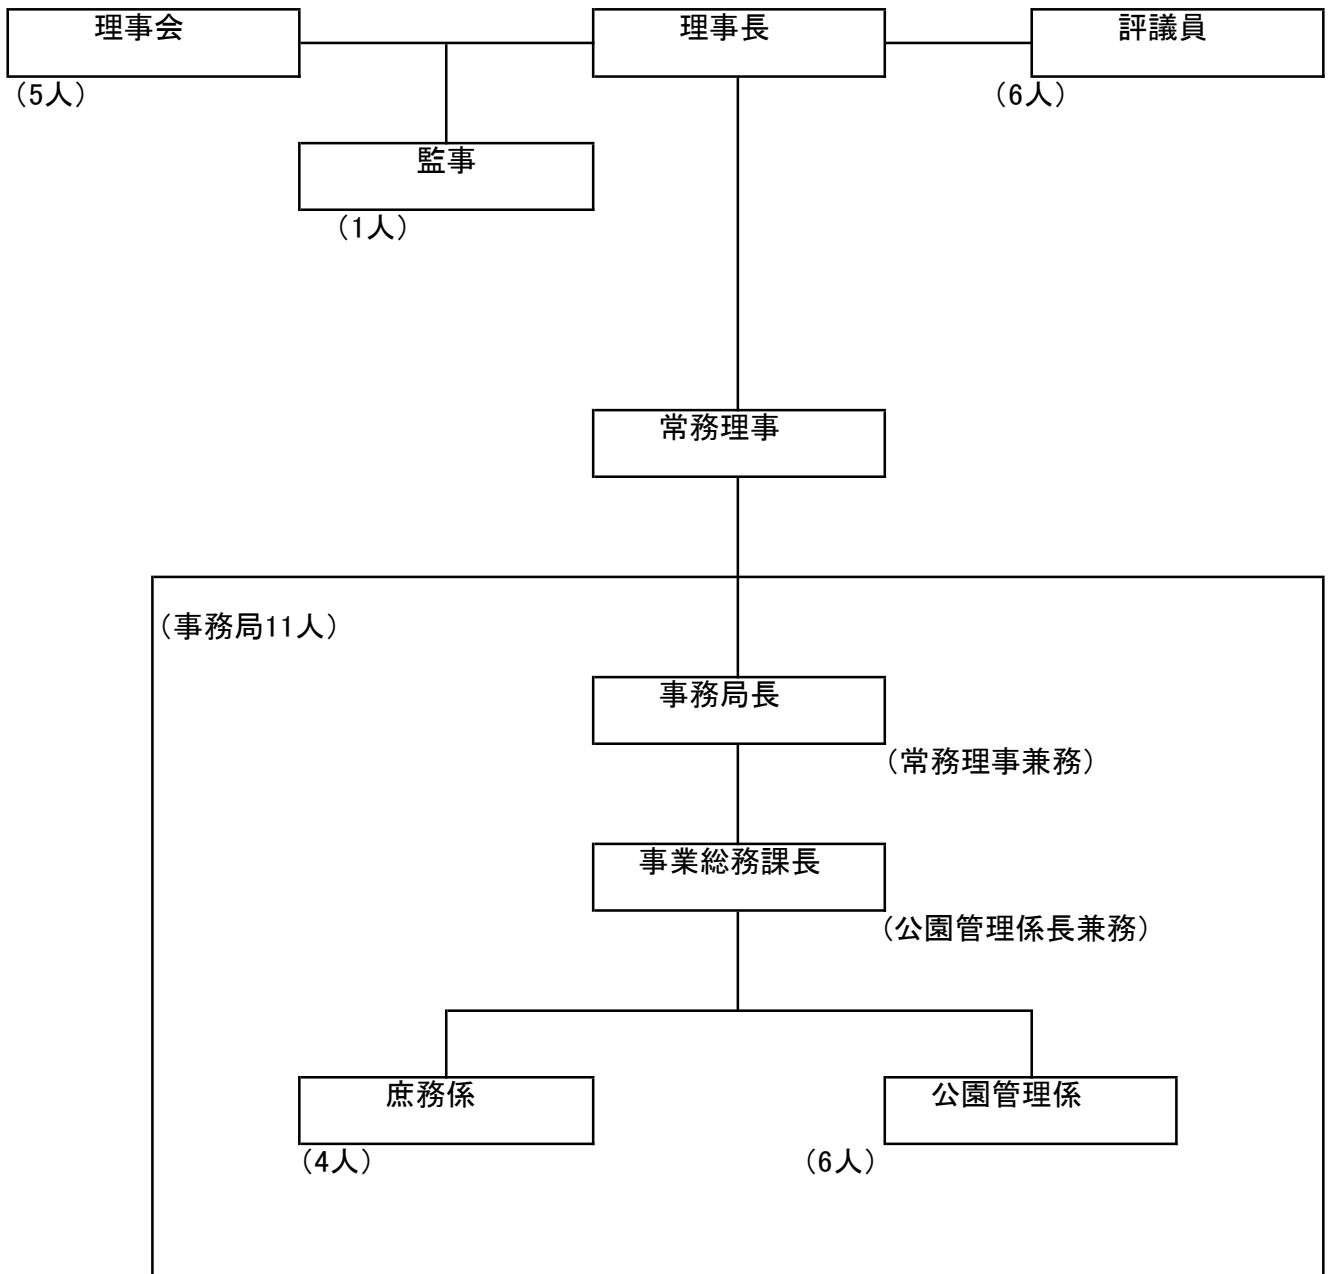 理事会
理事長
評議員
（5人）
（6人）
監事
（1人）
常務理事
（事務局11人）
事務局長
（常務理事兼務）
事業総務課長
（公園管理係長兼務）
庶務係
公園管理係
（4人）
（6人）